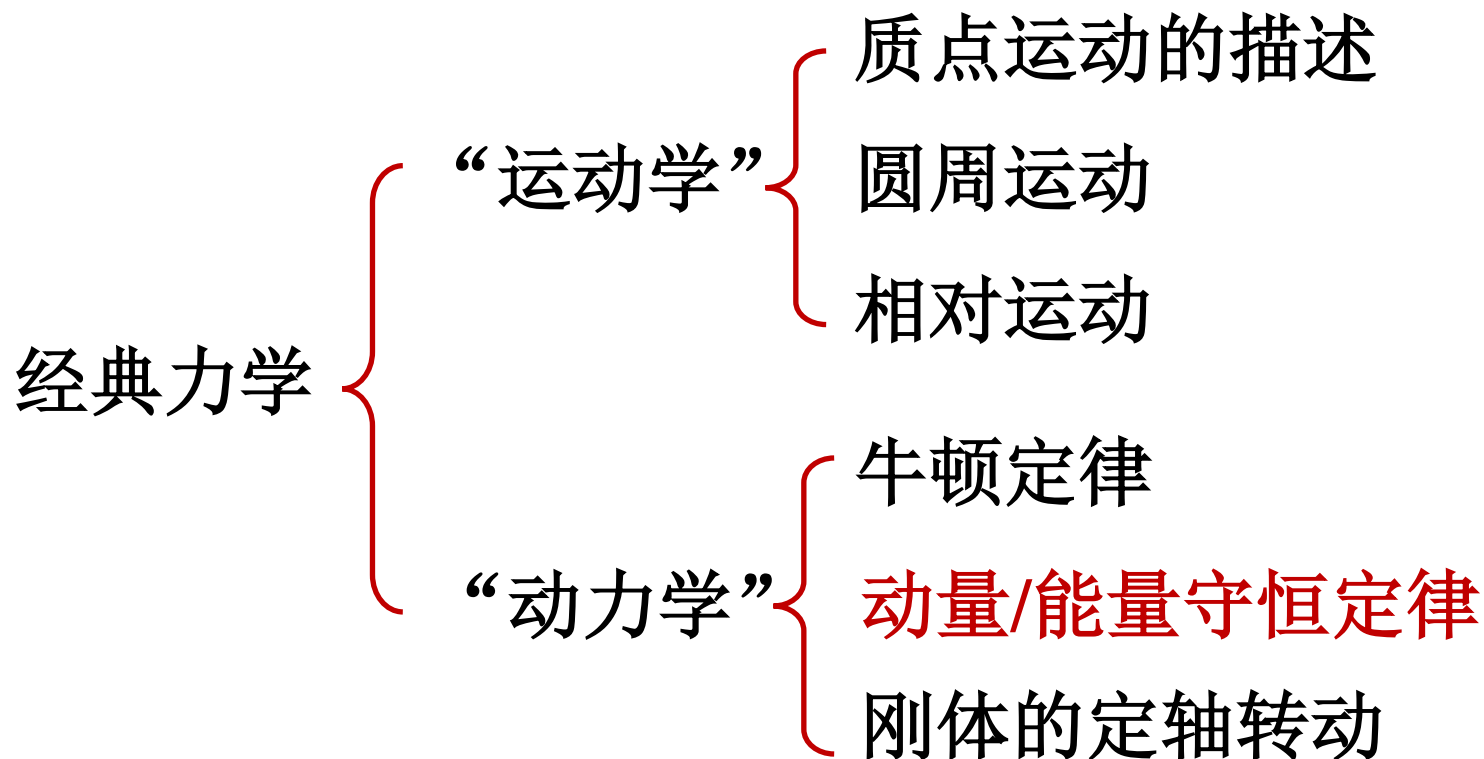 质点运动的描述
“运动学”
圆周运动
相对运动
经典力学
牛顿定律
“动力学”
动量/能量守恒定律
刚体的定轴转动